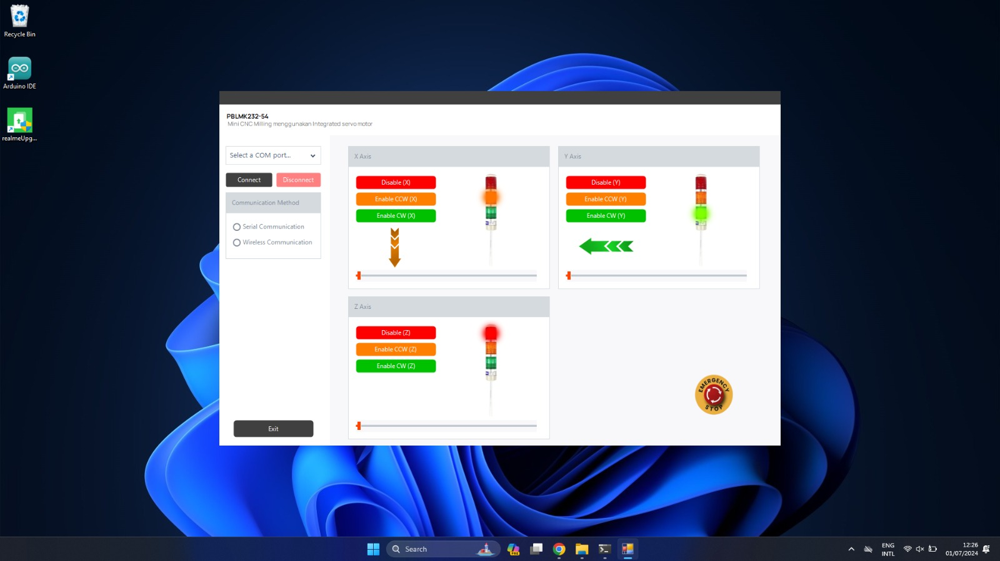 Recycle Bin
Arduino IDE
realmeUpg...
PBLMK232-54
Mini CNC Milling menggunakan Integrated servo motor
Select a COM port...
Connect
Disconnect
Communication Method
Serial Communication
Wireless Communication
Exit
X Axis
Disable (X)
Enable CCW (X)
Enable CW (X)
Y Axis
Disable (Y)
Enable CCW (Y)
Enable CW (Y)
Z Axis
Disable (Z)
Enable CCW (Z)
Enable CW (Z)
EMERGENCY
STOP
Search
PRE
ENG
INTL
12:26
01/07/2024